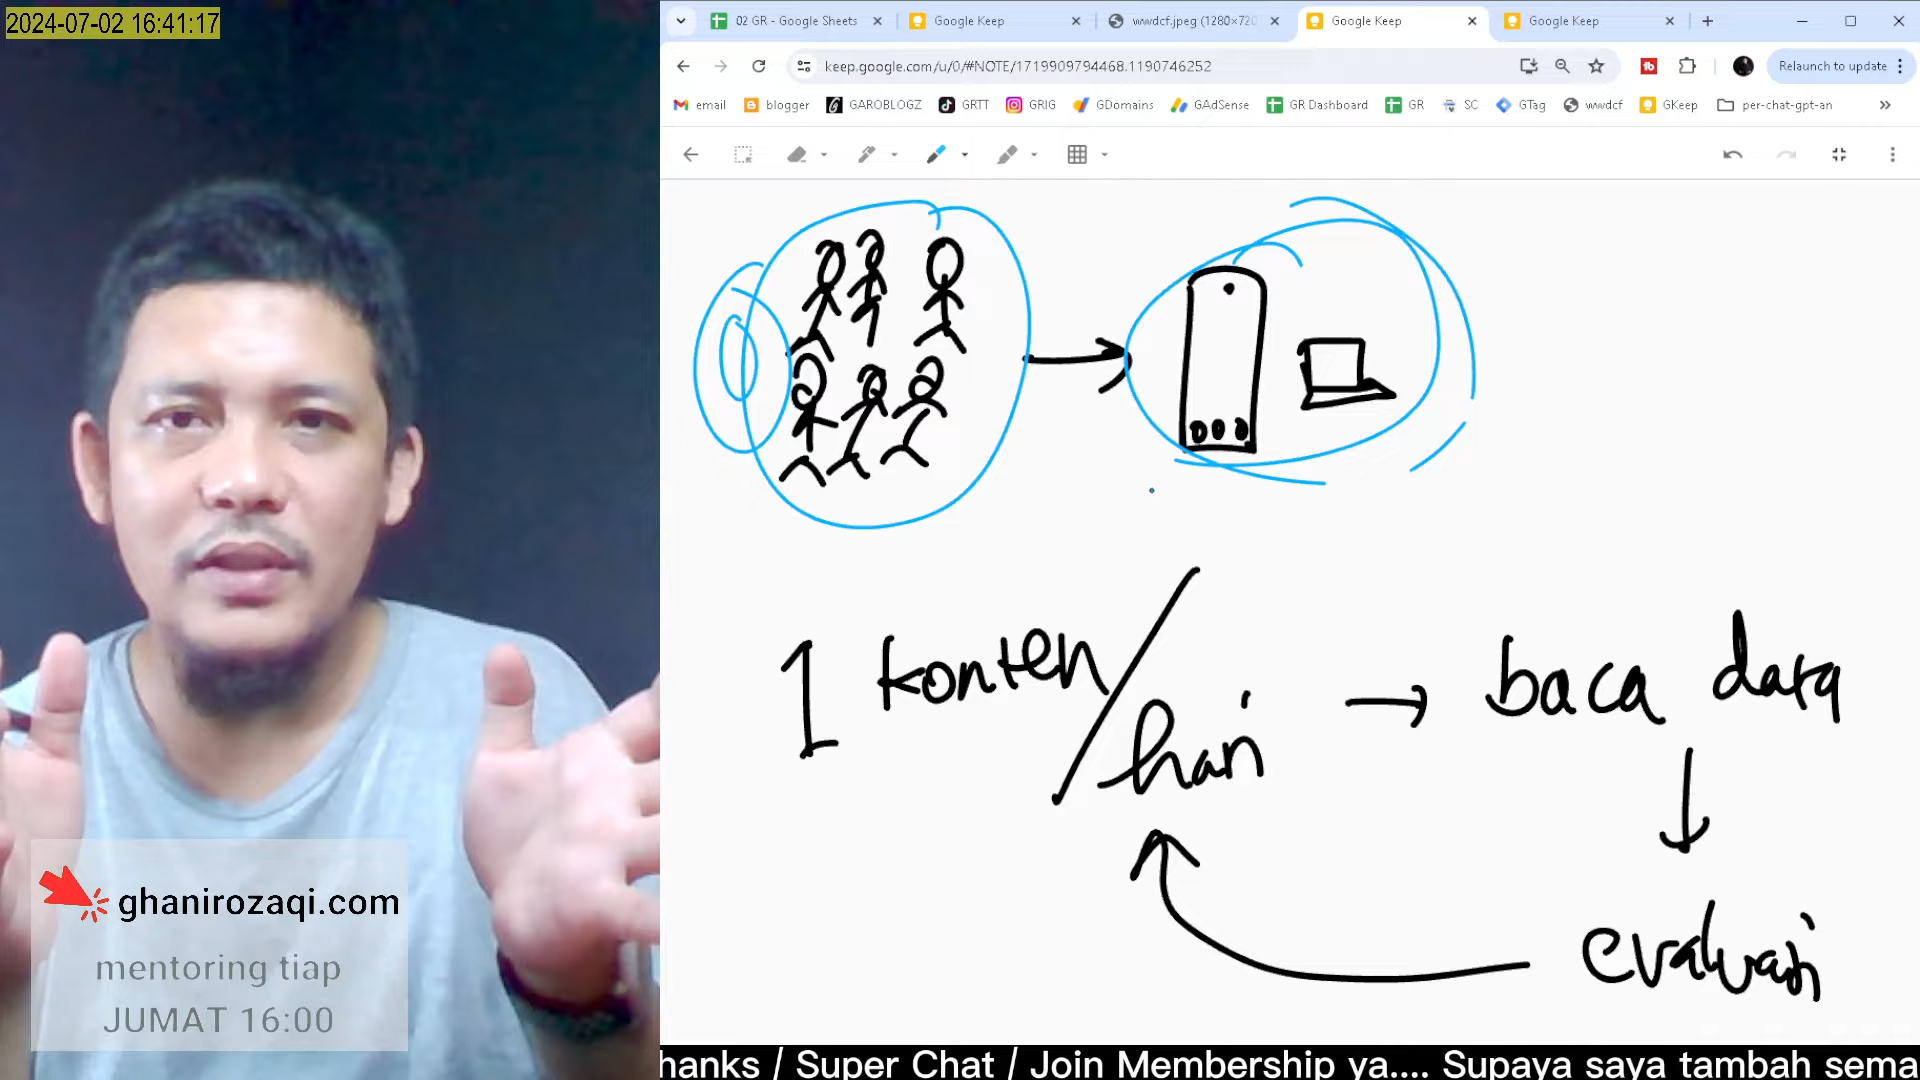 2024-07-02 16:41:17
02 GR - Google Sheets
Google Keep
wwdcf.jpeg (1280×720
Google Keep
Google Keep
keep.google.com/u/0/#NOTE/1719909794468.1190746252
Relaunch to update
email
blogger
GAROBLOGZ
GRTT
GRIG
GDomains
GAdSense
GR Dashboard
GR
SC
GTag
wwdcf
GKeep
per-chat-gpt-an
1 konten/hari → baca data
evaluasi
ghanirozaqi.com
mentoring tiap
JUMAT 16:00
hanks / Super Chat / Join Membership ya.... Supaya saya tambah sema